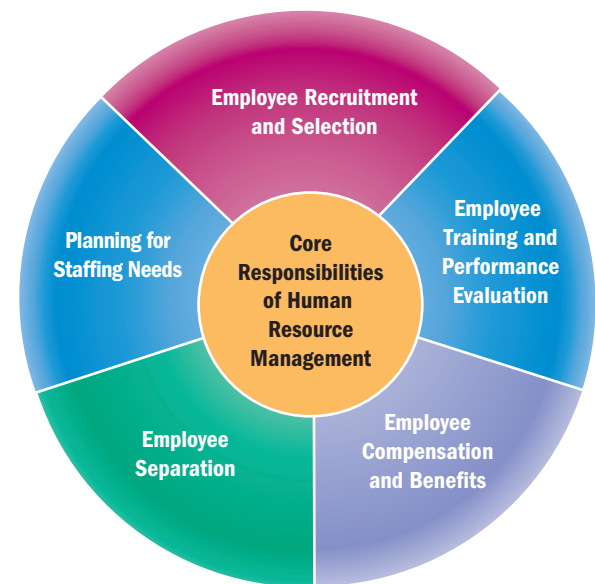 Employee Recruitment
and Selection
Employee
Training and
Performance
Evaluation
Employee
Compensation
and Benefits
Employee
Separation
Planning for
Staffing Needs
Core
Responsibilities
of Human
Resource
Management